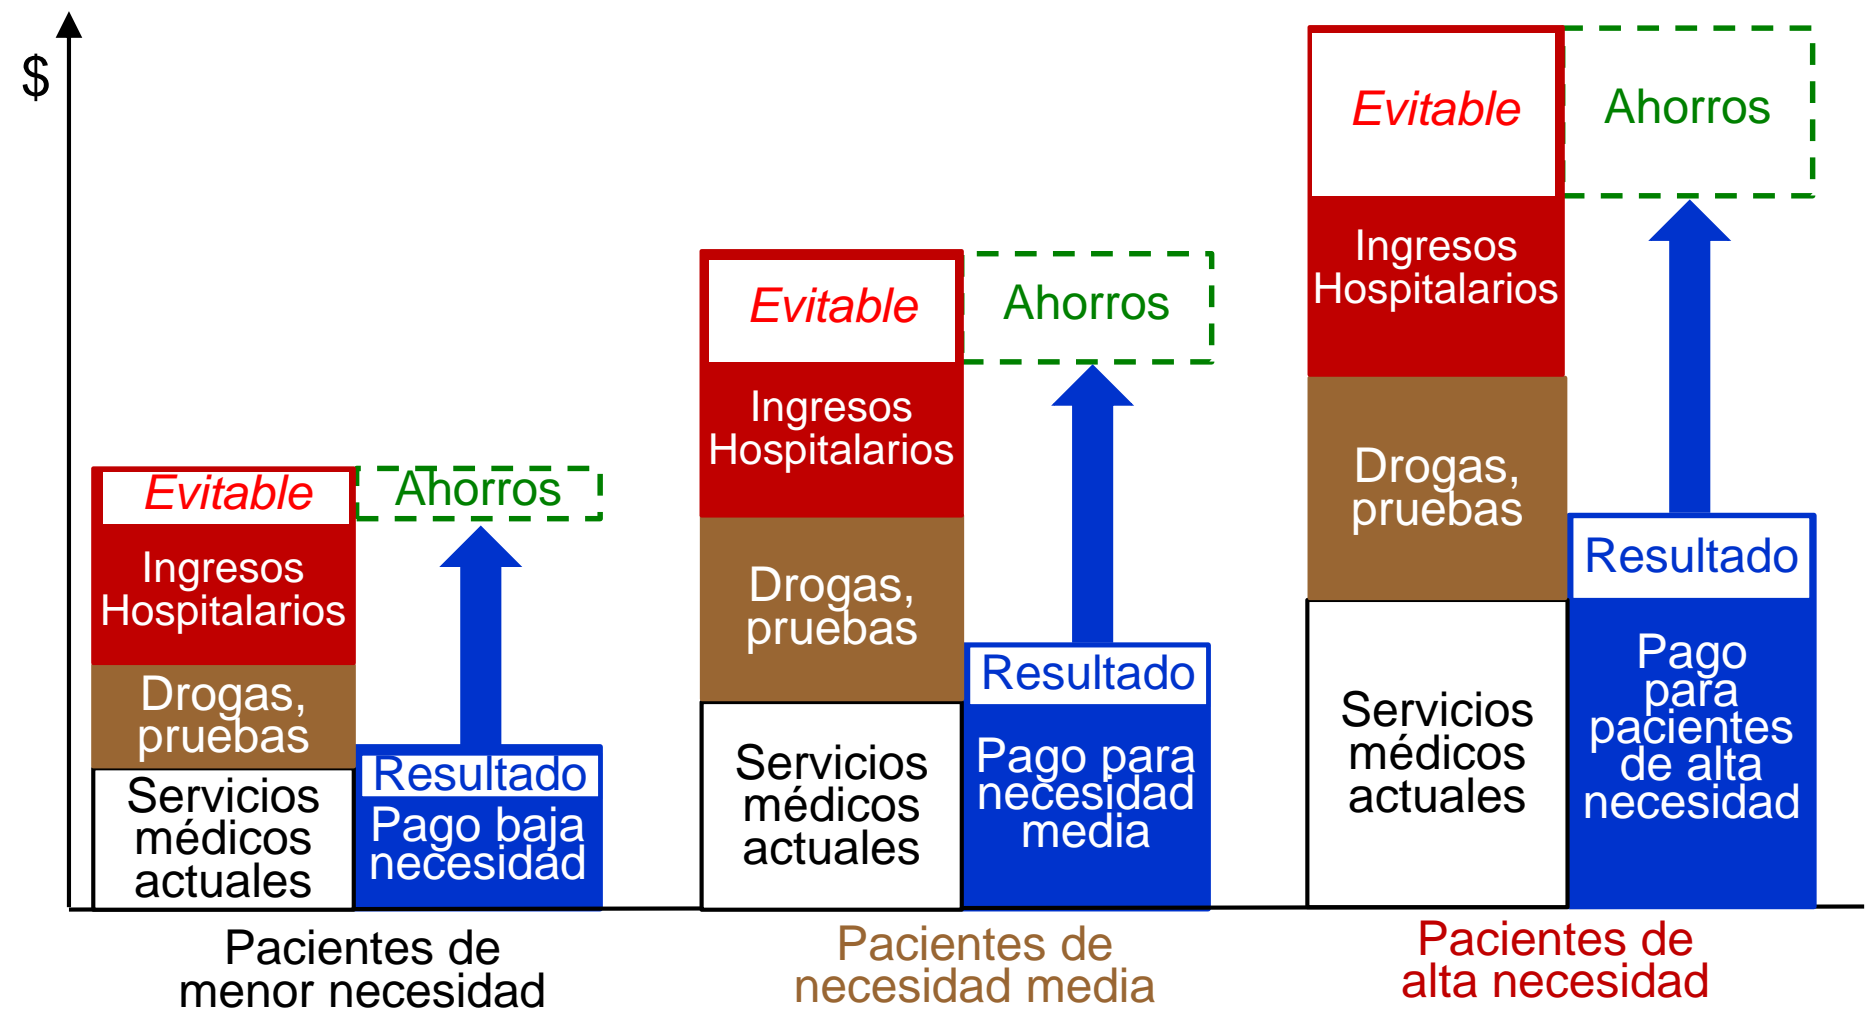 $
Evitable
Ahorros
Ingresos
Hospitalarios
Drogas,
pruebas
Resultado
Servicios
médicos
actuales
Pago baja
necesidad
Pacientes de
menor necesidad
Evitable
Ahorros
Ingresos
Hospitalarios
Drogas,
pruebas
Resultado
Servicios
médicos
actuales
Pago para
necesidad
media
Pacientes de
necesidad media
Evitable
Ahorros
Ingresos
Hospitalarios
Drogas,
pruebas
Resultado
Servicios
médicos
actuales
Pago
para
pacientes
de alta
necesidad
Pacientes de
alta necesidad